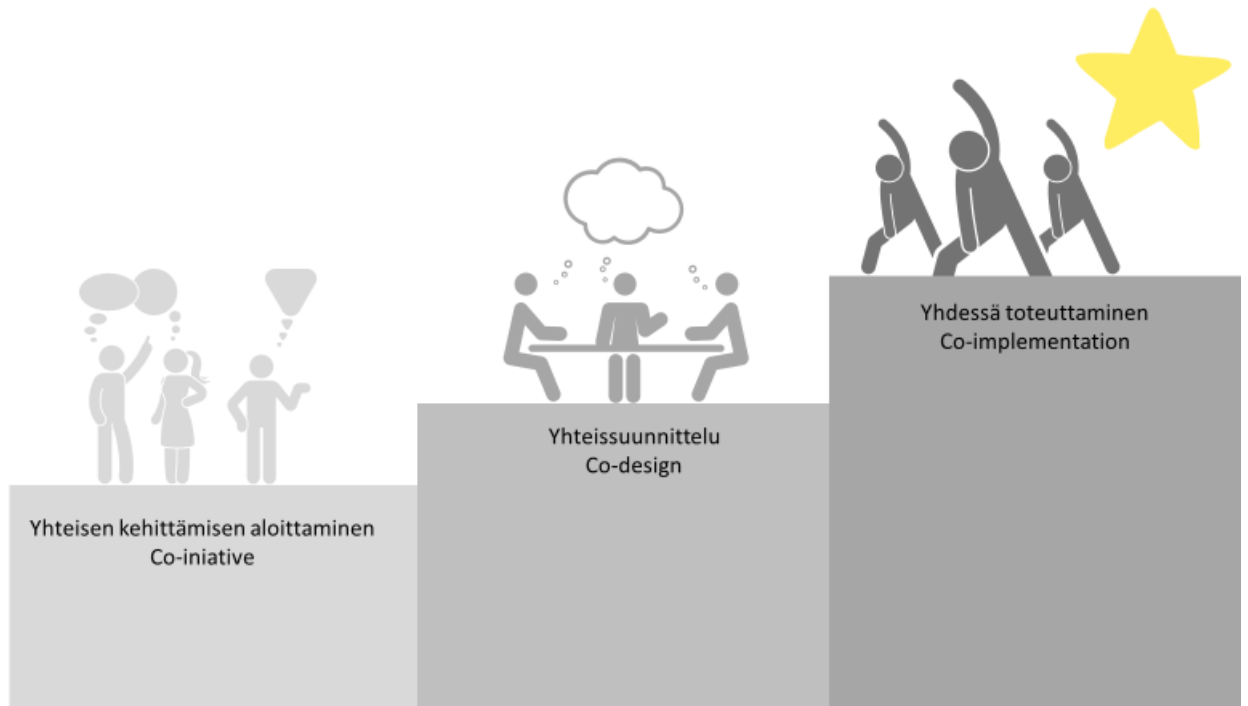 Yhteisen kehittämisen aloittaminen
Co-iniative
Yhteissuunnittelu
Co-design
Yhdessä toteuttaminen
Co-implementation